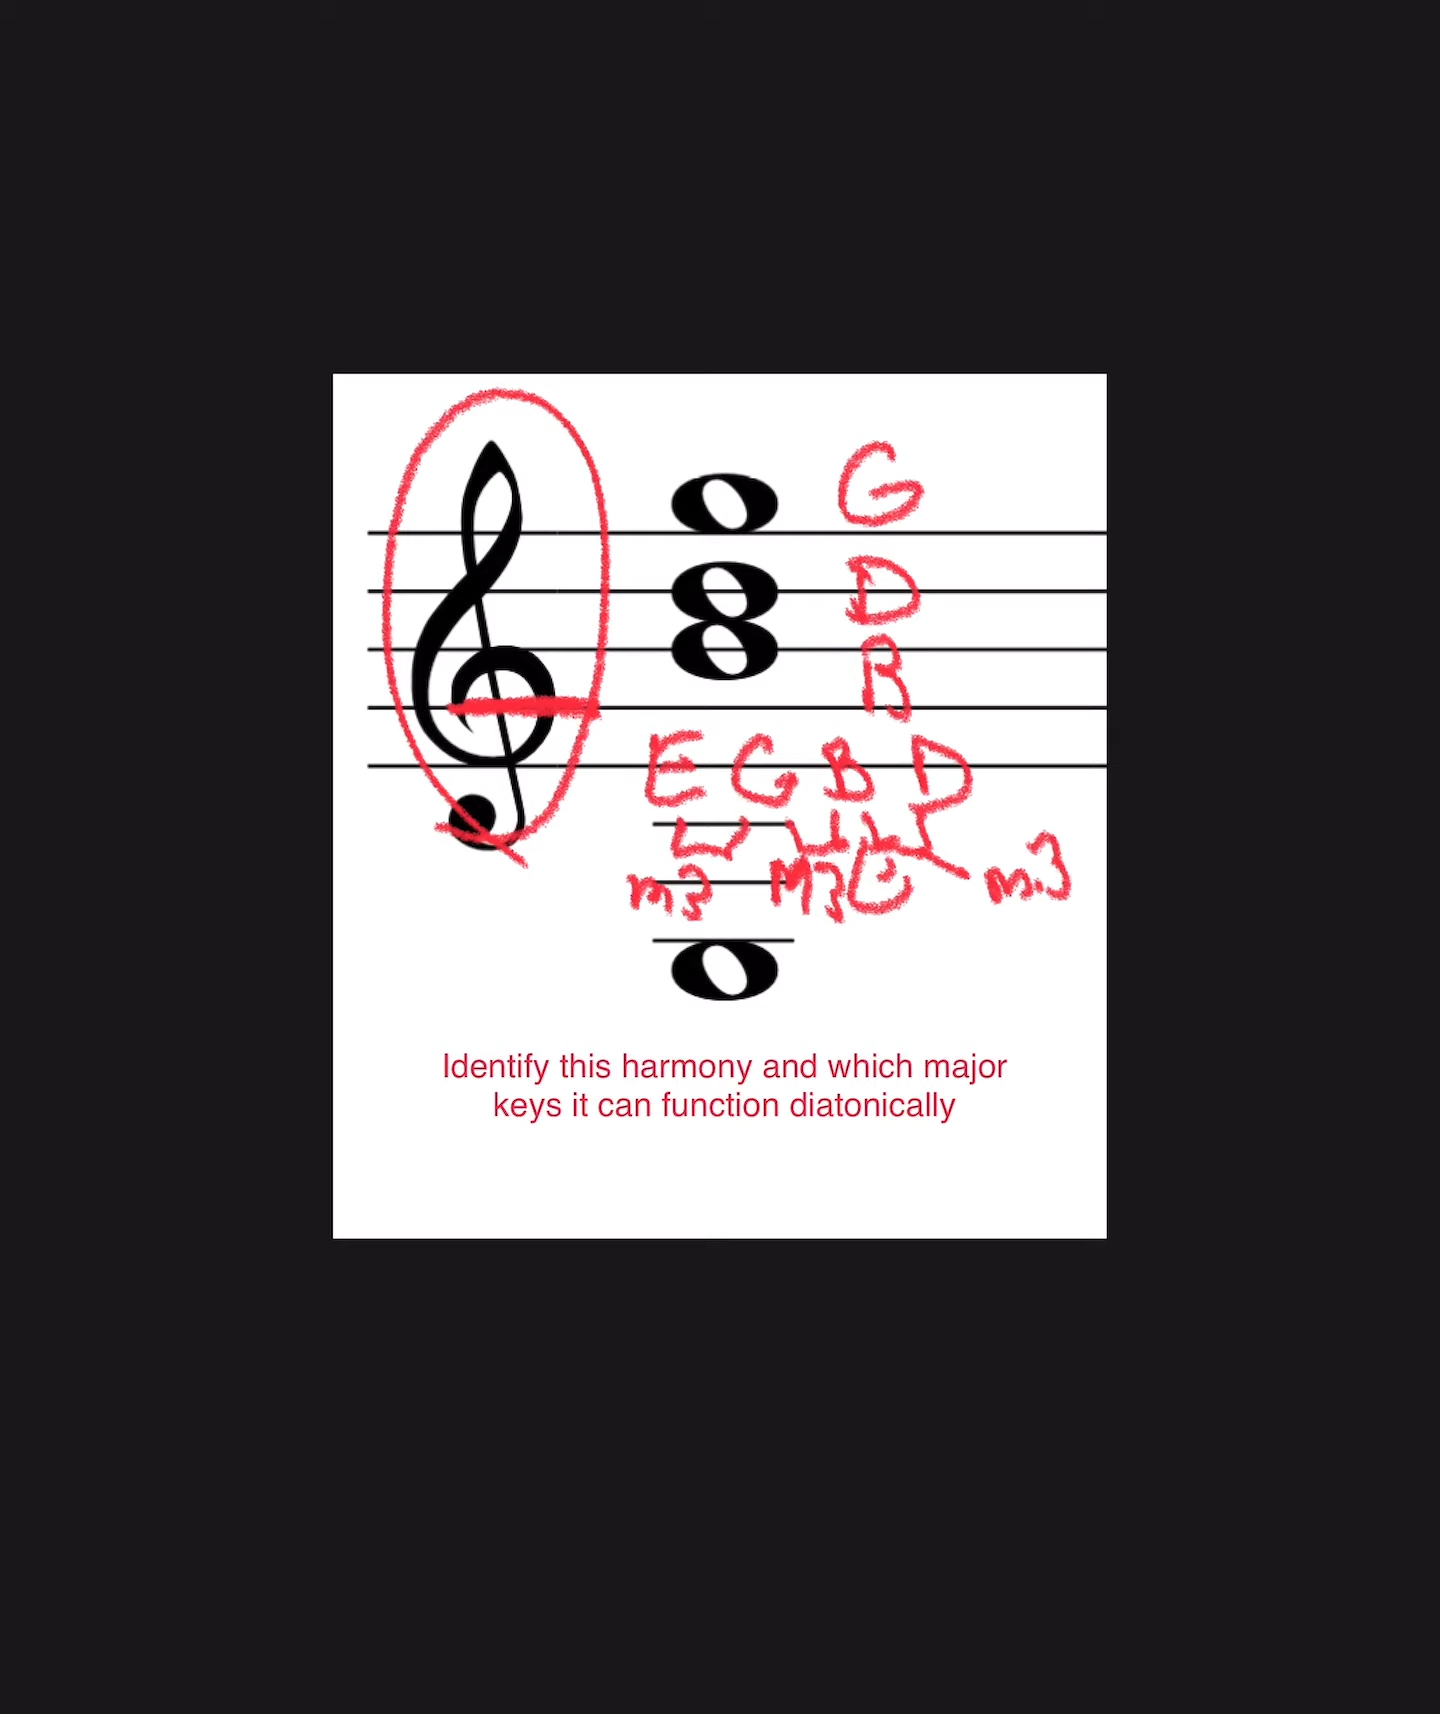 G
D
B
E G B D
m3 M3 m3
Identify this harmony and which major
keys it can function diatonically